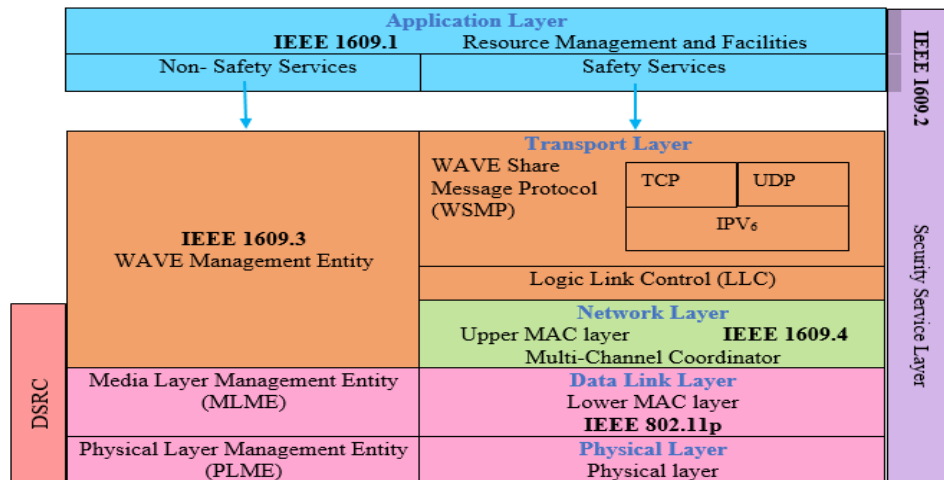 Application Layer
IEEE 1609.1 Resource Management and Facilities
Non- Safety Services
Safety Services
IEEE 1609.2
Security Service Layer
IEEE 1609.3
WAVE Management Entity
Transport Layer
WAVE Share
Message Protocol
(WSMP)
TCP
UDP
IPV6
Logic Link Control (LLC)
Network Layer
Upper MAC layer IEEE 1609.4
Multi-Channel Coordinator
DSRC
Media Layer Management Entity
(MLME)
Data Link Layer
Lower MAC layer
IEEE 802.11p
Physical Layer Management Entity
(PLME)
Physical Layer
Physical layer